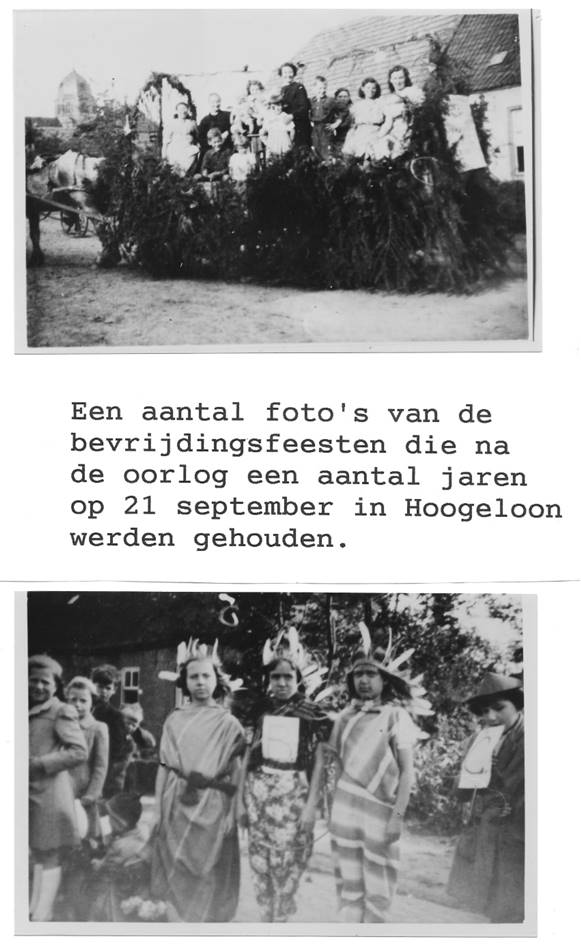 Een aantal foto's van de
bevrijdingsfeesten die na
de oorlog een aantal jaren
op 21 september in Hoogeloon
werden gehouden.